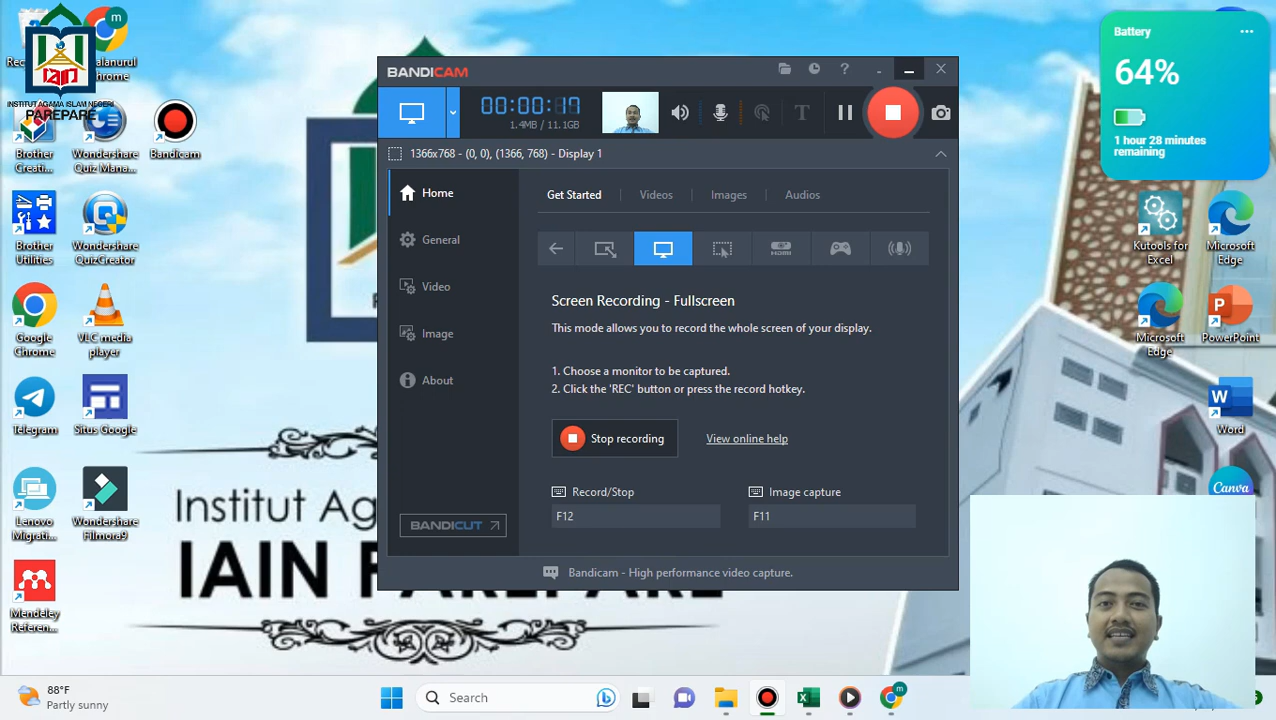 INSTITUT AGAMA ISLAM NEGERI
PAREPARE
Brother
Creati...
Wondershare
Quiz Mana...
Bandicam
Brother
Utilities
Wondershare
QuizCreator
Google
Chrome
VLC media
player
Telegram
Situs Google
Lenovo
Migrati...
Wondershare
Filmora9
Mendeley
Referen...
Institut Ag
IAIN PAREPARE
BANDICAM
00:00:17
1.4MB / 11.1GB
1366x768 - (0, 0), (1366, 768) - Display 1
Home
General
Video
Image
About
BANDICUT
Get Started
Videos
Images
Audios
HDMI
Screen Recording - Fullscreen
This mode allows you to record the whole screen of your display.
1. Choose a monitor to be captured.
2. Click the 'REC' button or press the record hotkey.
Stop recording
View online help
Record/Stop
F12
Image capture
F11
Bandicam - High performance video capture.
Battery
64%
1 hour 28 minutes
remaining
Kutools for
Excel
Microsoft
Edge
Microsoft
Edge
PowerPoint
Word
Canva
88°F
Partly sunny
Search